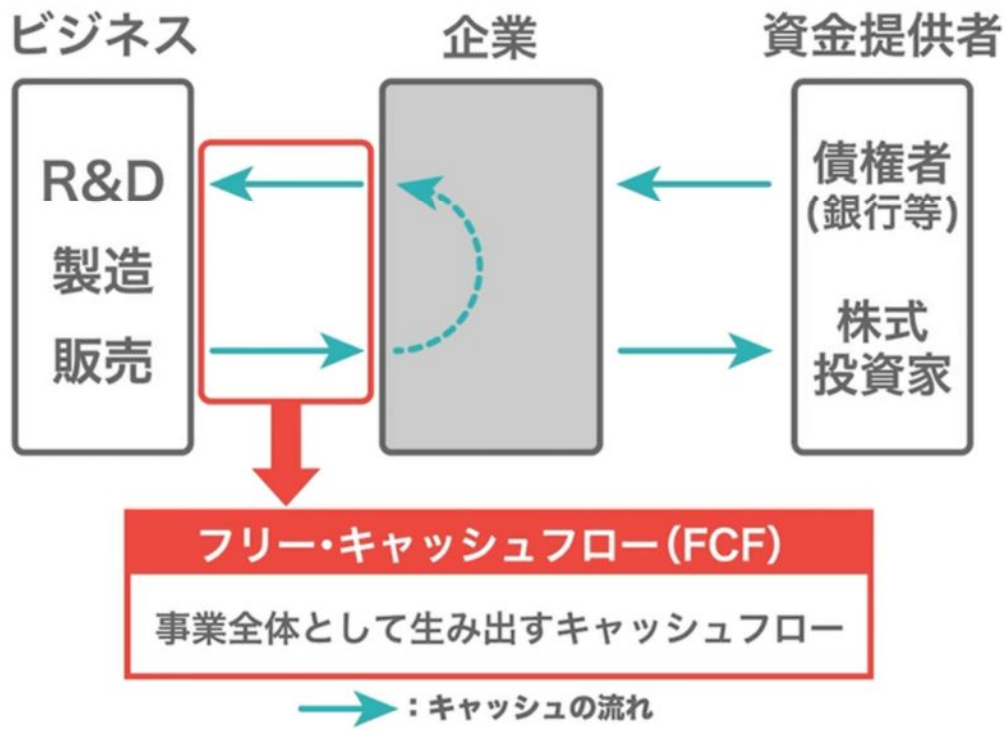 ビジネス
企業
資金提供者
R&D
製造
販売
債権者
(銀行等)
株式
投資家
フリー・キャッシュフロー(FCF)
事業全体として生み出すキャッシュフロー
：キャッシュの流れ